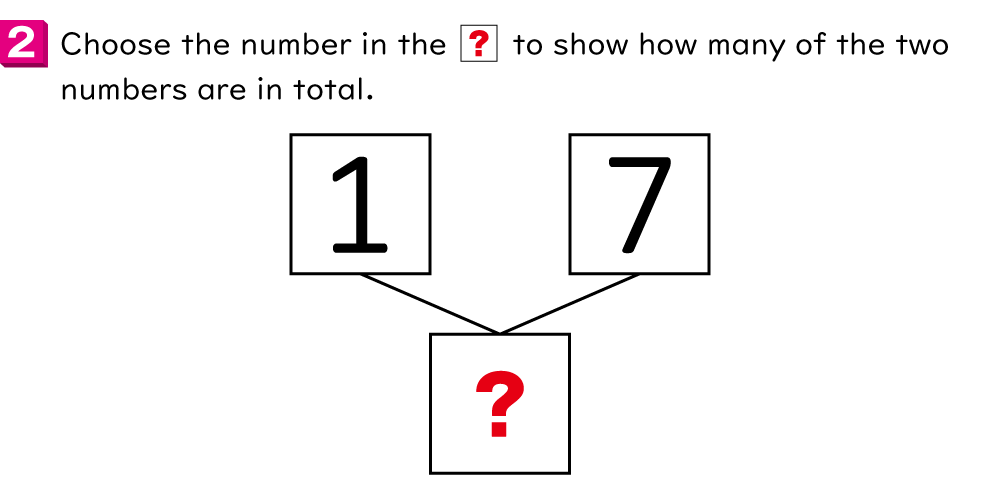 2 Choose the number in the ? to show how many of the two
numbers are in total.
1 7
?